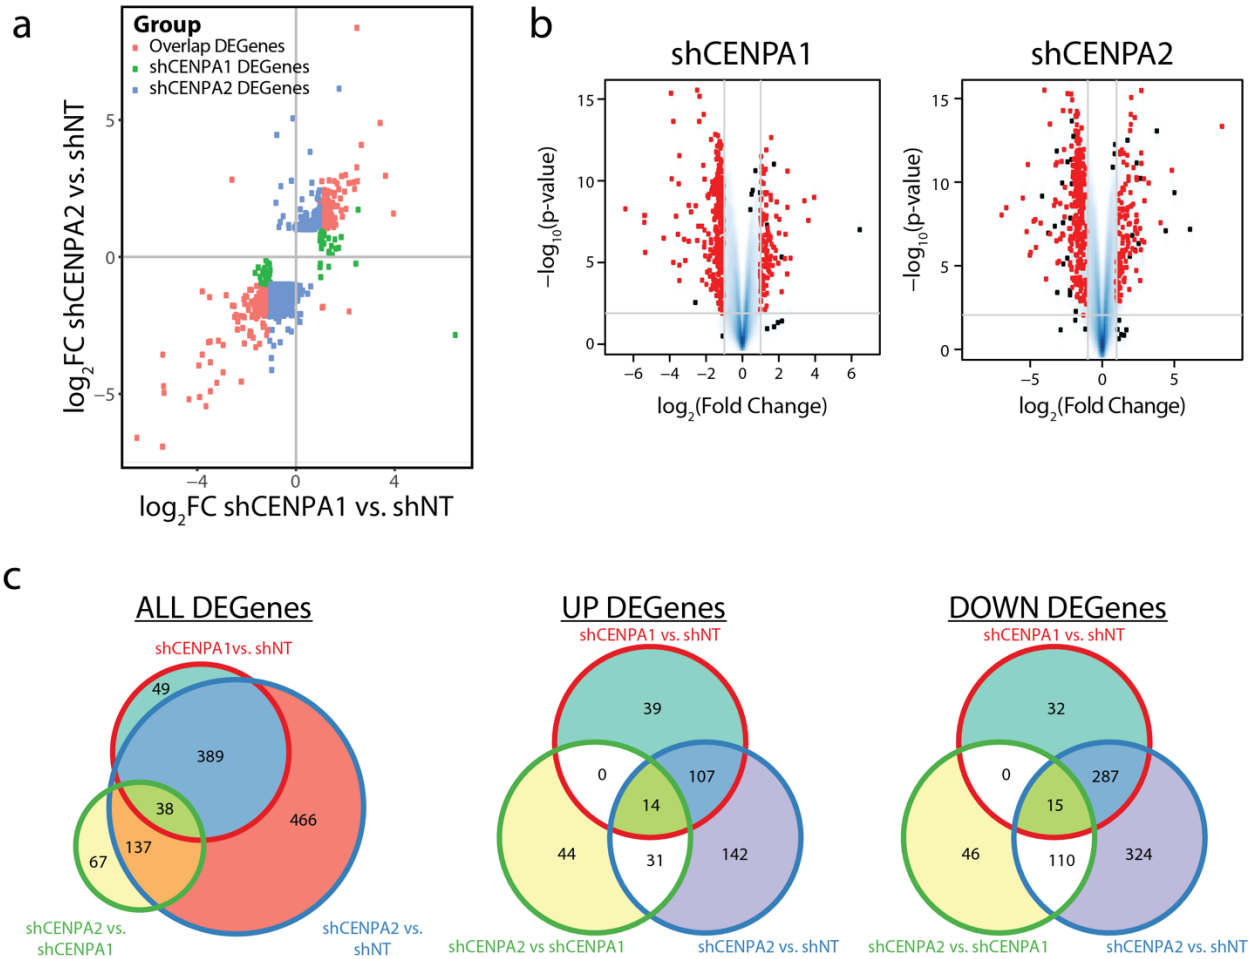 a
Group
Overlap DEGenes
shCENPA1 DEGenes
shCENPA2 DEGenes
5
0
−5
−4
0
4
log2FC shCENPA2 vs. shNT
log2FC shCENPA1 vs. shNT
b
shCENPA1
15
10
5
0
−6
−4
−2
0
2
4
6
−log10(p-value)
log2(Fold Change)
shCENPA2
15
10
5
0
−5
0
5
−log10(p-value)
log2(Fold Change)
c
ALL DEGenes
shCENPA1vs. shNT
49
389
38
466
137
67
shCENPA2 vs.
shCENPA1
shCENPA2 vs.
shNT
UP DEGenes
shCENPA1 vs. shNT
39
0
107
14
44
31
142
shCENPA2 vs shCENPA1
shCENPA2 vs. shNT
DOWN DEGenes
shCENPA1 vs. shNT
32
0
287
15
46
110
324
shCENPA2 vs. shCENPA1
shCENPA2 vs. shNT